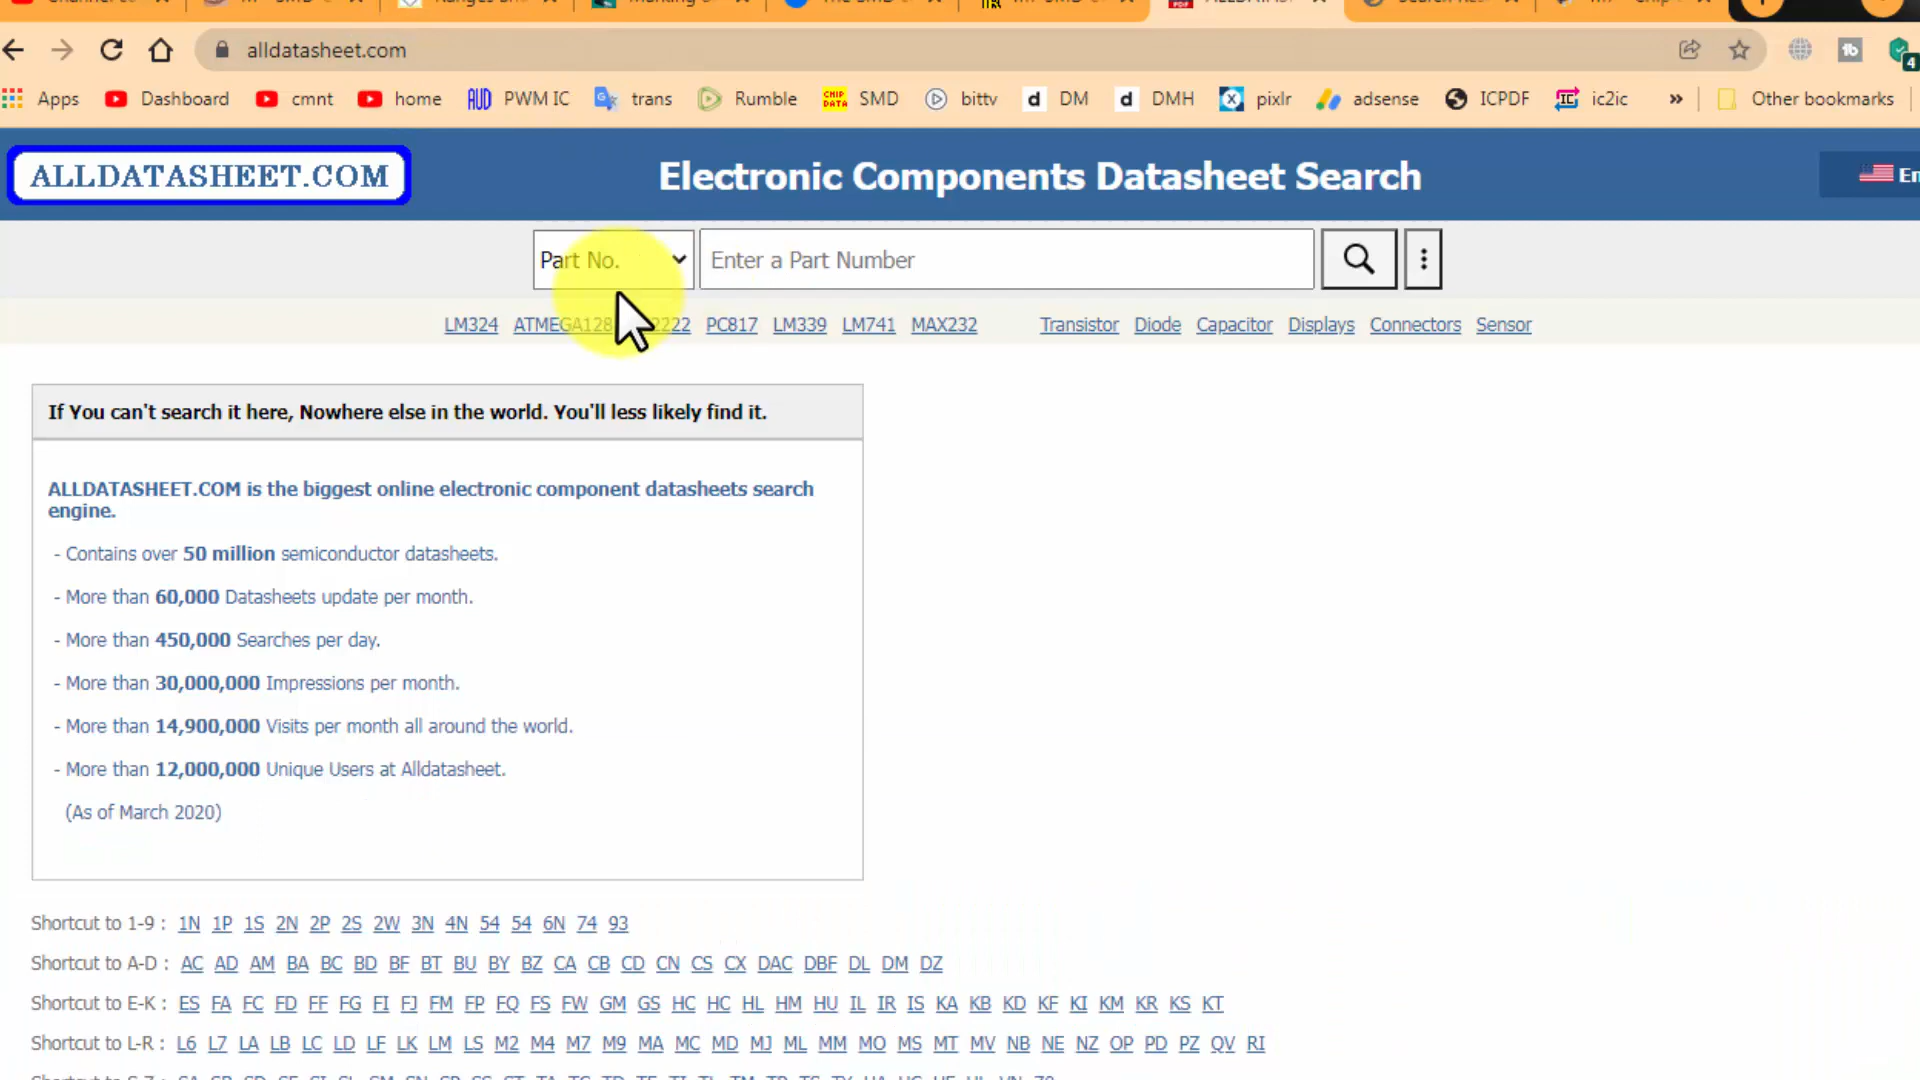 alldatasheet.com
4
Apps Dashboard cmnt home AUD PWM IC trans Rumble CHIP DATA SMD bittv d DM d DMH pixlr adsense ICPDF IC ic2ic » Other bookmarks
ALLDATASHEET.COM Electronic Components Datasheet Search
Part No. Enter a Part Number
LM324 ATMEGA128 2222 PC817 LM339 LM741 MAX232 Transistor Diode Capacitor Displays Connectors Sensor
If You can't search it here, Nowhere else in the world. You'll less likely find it.
ALLDATASHEET.COM is the biggest online electronic component datasheets search
engine.
- Contains over 50 million semiconductor datasheets.
- More than 60,000 Datasheets update per month.
- More than 450,000 Searches per day.
- More than 30,000,000 Impressions per month.
- More than 14,900,000 Visits per month all around the world.
- More than 12,000,000 Unique Users at Alldatasheet.
(As of March 2020)
Shortcut to 1-9 : 1N 1P 1S 2N 2P 2S 2W 3N 4N 54 54 6N 74 93
Shortcut to A-D : AC AD AM BA BC BD BF BT BU BY BZ CA CB CD CN CS CX DAC DBF DL DM DZ
Shortcut to E-K : ES FA FC FD FF FG FI FJ FM FP FQ FS FW GM GS HC HC HL HM HU IL IR IS KA KB KD KF KI KM KR KS KT
Shortcut to L-R : L6 L7 LA LB LC LD LF LK LM LS M2 M4 M7 M9 MA MC MD MJ ML MM MO MS MT MV NB NE NZ OP PD PZ QV RI